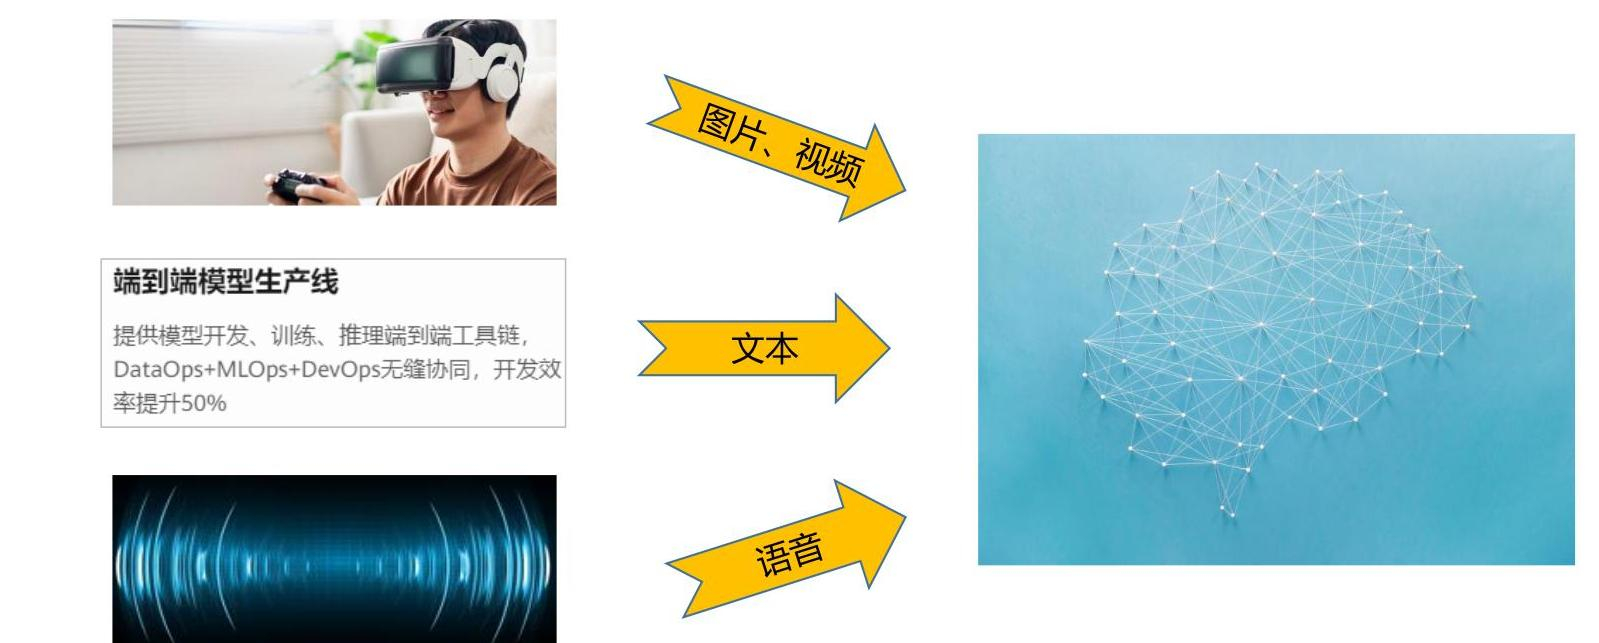 图片、视频
端到端模型生产线
提供模型开发、训练、推理端到端工具链，
DataOps+MLOps+DevOps无缝协同，开发效
率提升50%
文本
语音